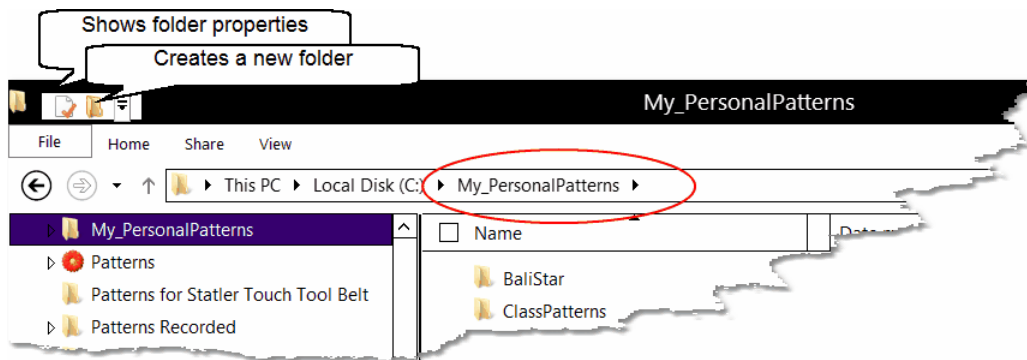 Shows folder properties
Creates a new folder
My_PersonalPatterns
File Home Share View
This PC Local Disk (C:) My_PersonalPatterns
My_PersonalPatterns
Name
Patterns
BaliStar
Patterns for Statler Touch Tool Belt
ClassPatterns
Patterns Recorded